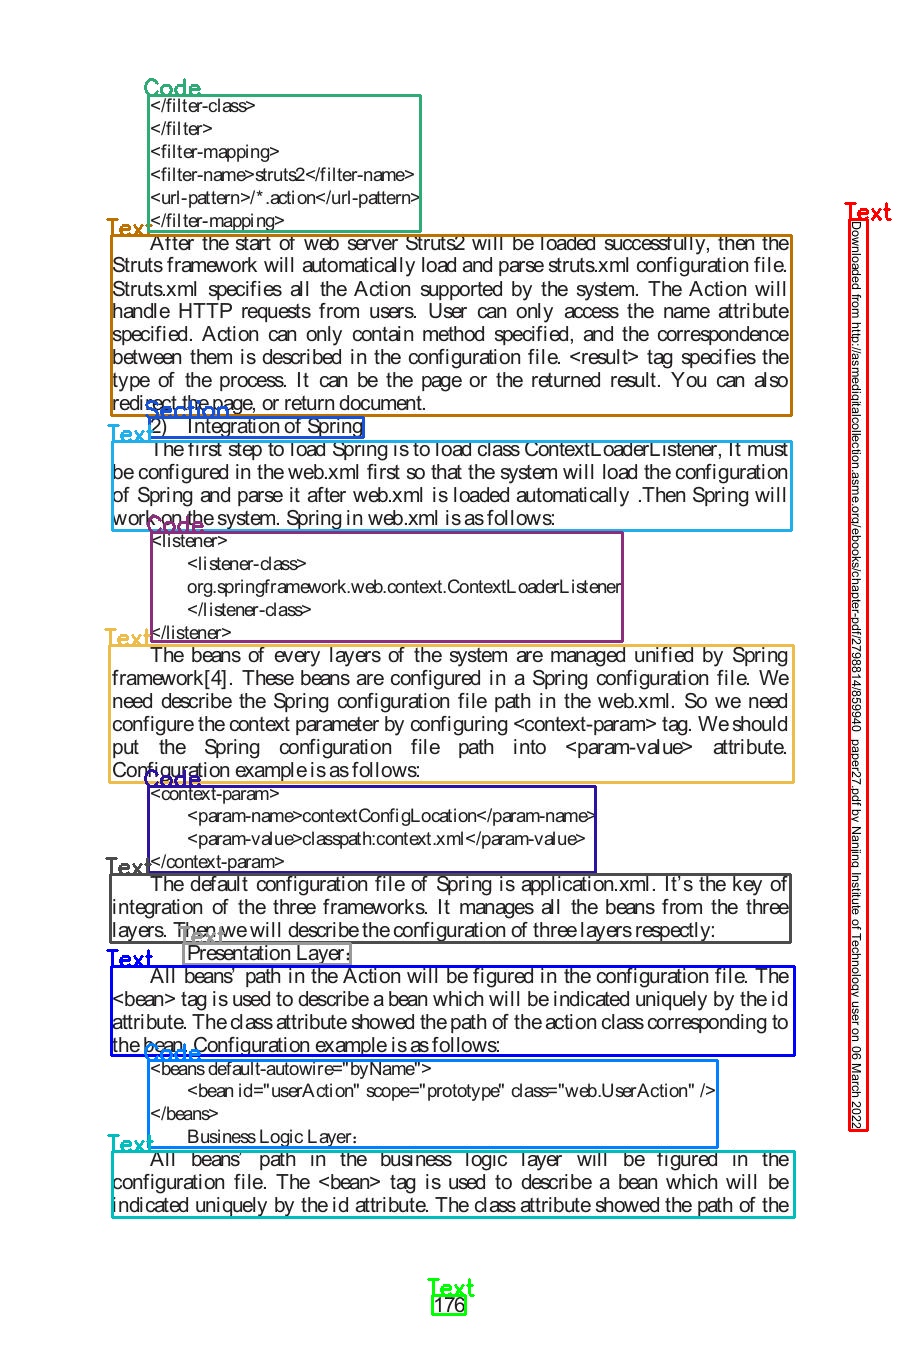 Code
</filter-class>
</filter>
<filter-mapping>
<filter-name>struts2</filter-name>
<url-pattern>/*.action</url-pattern>
</filter-mapping>
Text
After the start of web server Struts2 will be loaded successfully, then the
Struts framework will automatically load and parse struts.xml configuration file.
Struts.xml specifies all the Action supported by the system. The Action will
handle HTTP requests from users. User can only access the name attribute
specified. Action can only contain method specified, and the correspondence
between them is described in the configuration file. <result> tag specifies the
type of the process. It can be the page or the returned result. You can also
redirect the page, or return document.
Section
2) Integration of Spring
Text
The first step to load Spring is to load class ContextLoaderListener, It must
be configured in the web.xml first so that the system will load the configuration
of Spring and parse it after web.xml is loaded automatically .Then Spring will
work on the system. Spring in web.xml is as follows:
Code
<listener>
<listener-class>
org.springframework.web.context.ContextLoaderListener
</listener-class>
</listener>
Text
The beans of every layers of the system are managed unified by Spring
framework[4]. These beans are configured in a Spring configuration file. We
need describe the Spring configuration file path in the web.xml. So we need
configure the context parameter by configuring <context-param> tag. We should
put the Spring configuration file path into <param-value> attribute.
Configuration example is as follows:
Code
<context-param>
<param-name>contextConfigLocation</param-name>
<param-value>classpath:context.xml</param-value>
</context-param>
Text
The default configuration file of Spring is application.xml. It's the key of
integration of the three frameworks. It manages all the beans from the three
layers. Then we will describe the configuration of three layers respectly:
Text
Presentation Layer:
Text
All beans' path in the Action will be figured in the configuration file. The
<bean> tag is used to describe a bean which will be indicated uniquely by the id
attribute. The class attribute showed the path of the action class corresponding to
the bean. Configuration example is as follows:
Code
<beans default-autowire="byName">
<bean id="userAction" scope="prototype" class="web.UserAction" />
</beans>
Business Logic Layer:
Text
All beans' path in the business logic layer will be figured in the
configuration file. The <bean> tag is used to describe a bean which will be
indicated uniquely by the id attribute. The class attribute showed the path of the
Text
176
Text
Downloaded from http://asmedigitalcollection.asme.org/ebooks/chapter-pdf/2798814/859940_paper27.pdf by Nanjing Institute of Technology user on 06 March 2022